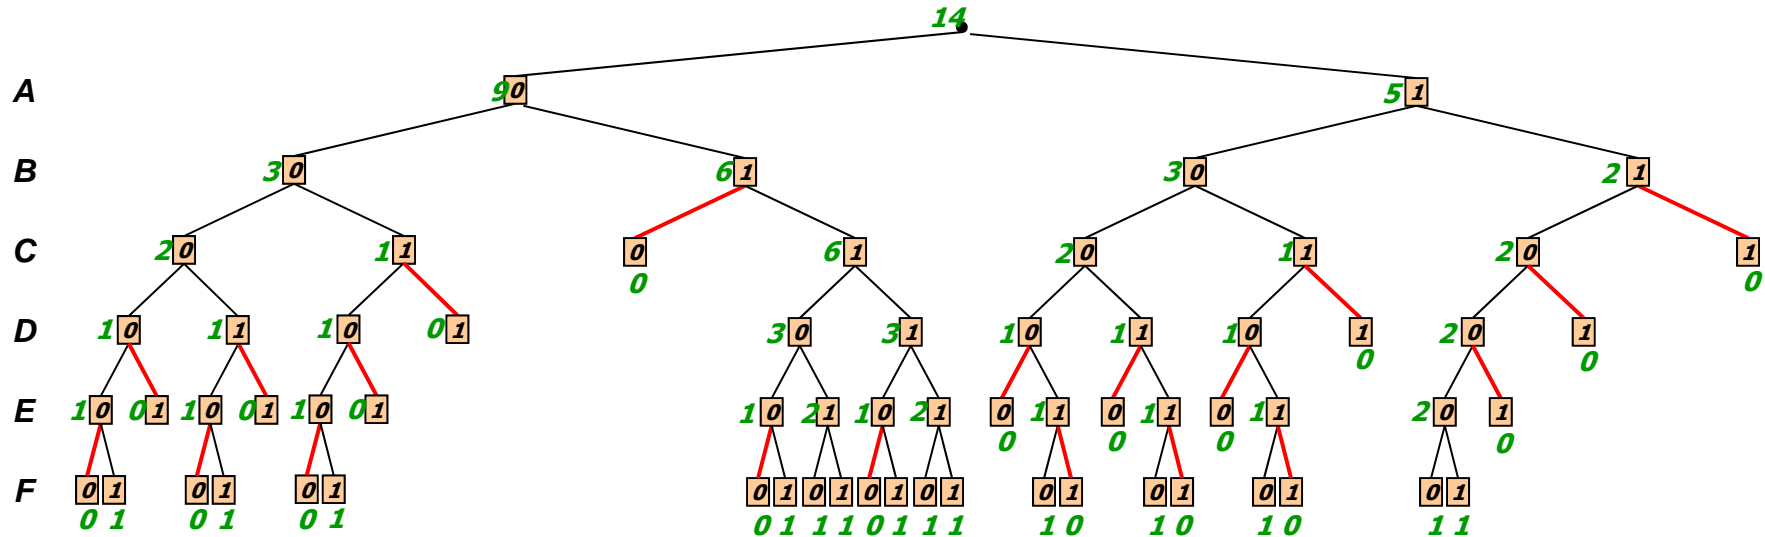 14
A 9 0 5 1
B 3 0 6 1 3 0 2 1
C 2 0 1 1 0 6 1 2 0 1 1 2 0 1
0 0
D 1 0 1 1 1 0 0 1 3 0 3 1 1 0 1 1 1 0 1 2 0 1
0 0
E 1 0 0 1 1 0 0 1 1 0 0 1 1 0 2 1 1 0 2 1 0 1 1 0 1 1 0 1 1 2 0 1
0 0 0 0
F 0 1 0 1 0 1 0 1 0 1 0 1 0 1 0 1 0 1 0 1 0 1
0 1 0 1 0 1 0 1 1 1 0 1 1 1 1 0 1 0 1 0 1 1